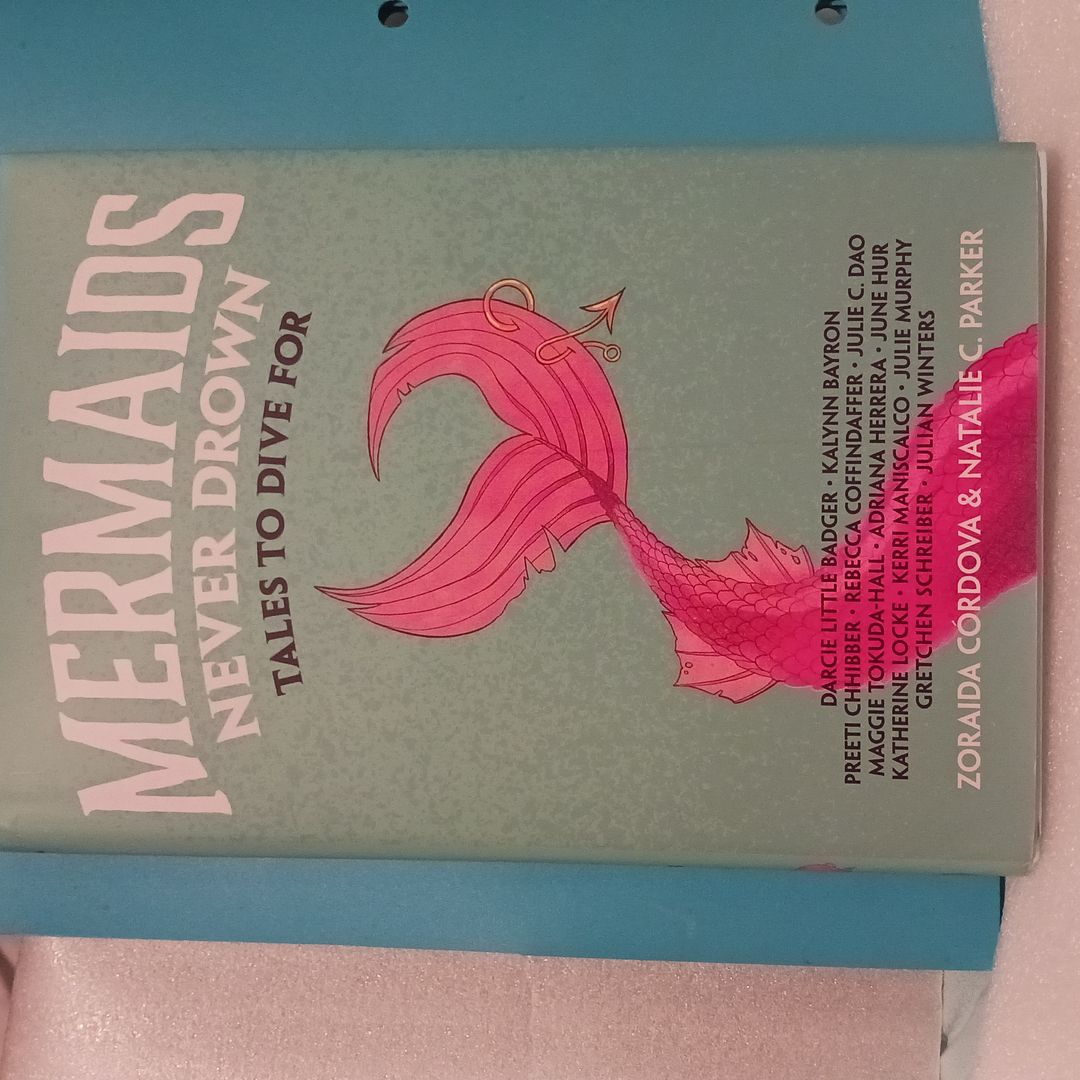 MERMAIDS
NEVER DROWN
TALES TO DIVE FOR
DARCIE LITTLE BADGER • KALYNN BAYRON
PREETI CHHIBBER • REBECCA COFFINDAFFER • JULIE C. DAO
MAGGIE TOKUDA-HALL • ADRIANA HERRERA • JUNE HUR
KATHERINE LOCKE • KERRI MANISCALCO • JULIE MURPHY
GRETCHEN SCHREIBER • JULIAN WINTERS
ZORAIDA CÓRDOVA & NATALIE C. PARKER